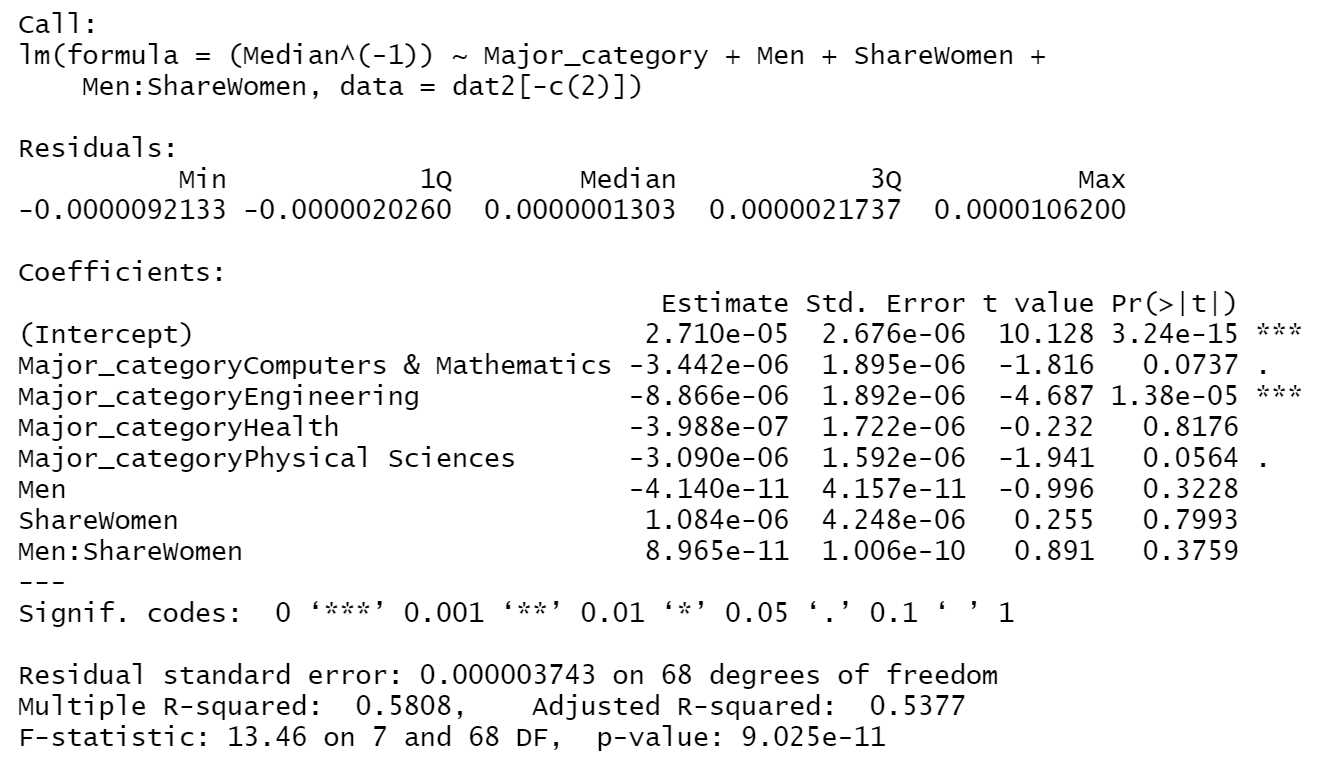 Call:
lm(formula = (Median^(-1)) ~ Major_category + Men + ShareWomen +
    Men:ShareWomen, data = dat2[-c(2)])

Residuals:
          Min            1Q        Median            3Q           Max
-0.0000092133 -0.0000020260  0.0000001303  0.0000021737  0.0000106200

Coefficients:
                                       Estimate Std. Error t value Pr(>|t|)
(Intercept)                           2.710e-05  2.676e-06  10.128 3.24e-15 ***
Major_categoryComputers & Mathematics -3.442e-06  1.895e-06  -1.816   0.0737 .
Major_categoryEngineering            -8.866e-06  1.892e-06  -4.687 1.38e-05 ***
Major_categoryHealth                 -3.988e-07  1.722e-06  -0.232   0.8176
Major_categoryPhysical Sciences      -3.090e-06  1.592e-06  -1.941   0.0564 .
Men                                  -4.140e-11  4.157e-11  -0.996   0.3228
ShareWomen                            1.084e-06  4.248e-06   0.255   0.7993
Men:ShareWomen                        8.965e-11  1.006e-10   0.891   0.3759
---
Signif. codes:  0 ‘***’ 0.001 ‘**’ 0.01 ‘*’ 0.05 ‘.’ 0.1 ‘ ’ 1

Residual standard error: 0.000003743 on 68 degrees of freedom
Multiple R-squared:  0.5808,    Adjusted R-squared:  0.5377
F-statistic: 13.46 on 7 and 68 DF,  p-value: 9.025e-11